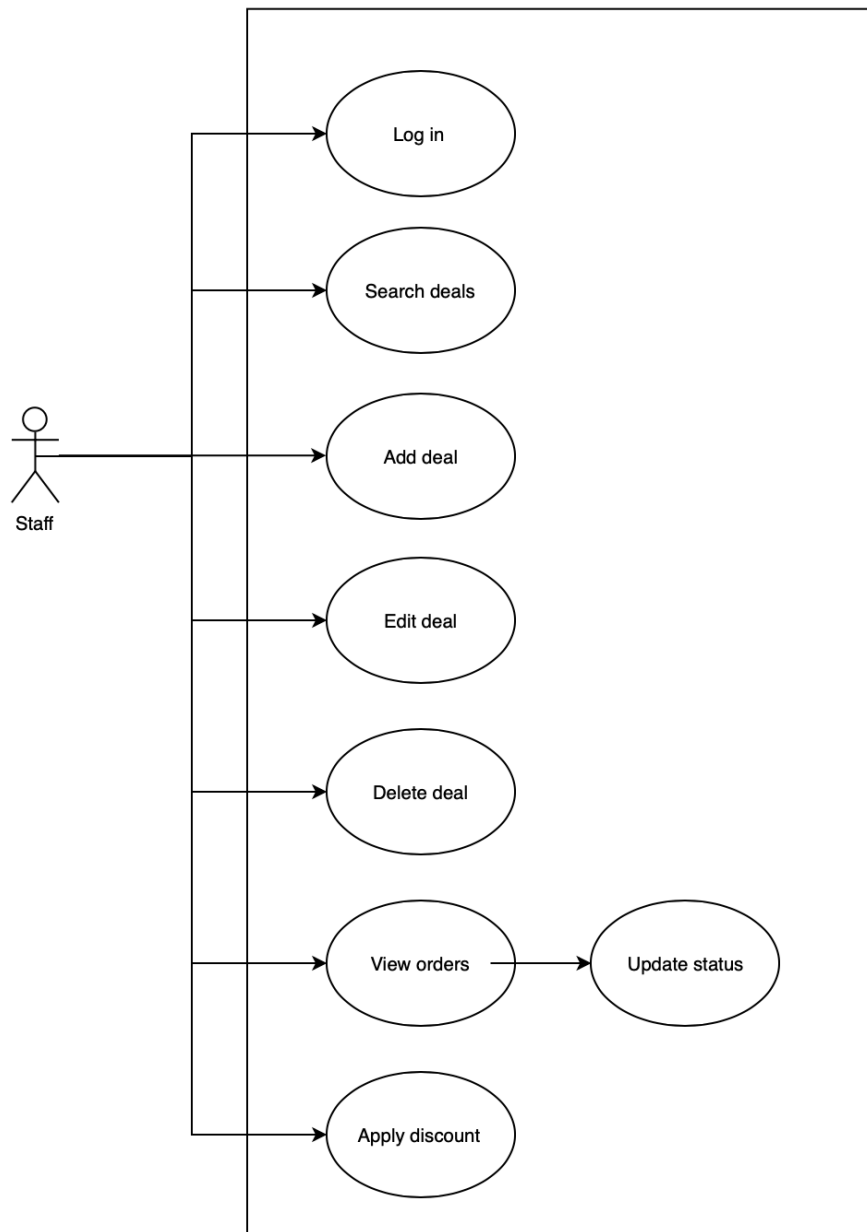 Log in
Search deals
Add deal
Staff
Edit deal
Delete deal
View orders
Update status
Apply discount